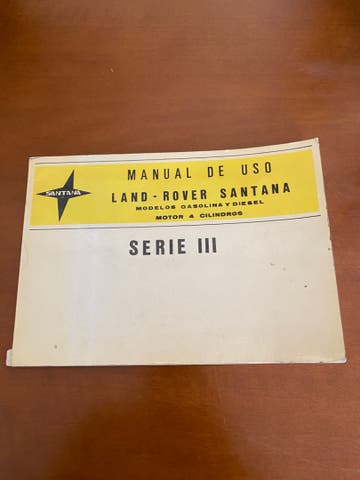 MANUAL DE USO
SANTANA
LAND-ROVER SANTANA
MODELOS GASOLINA Y DIESEL
MOTOR 4 CILINDROS
SERIE III